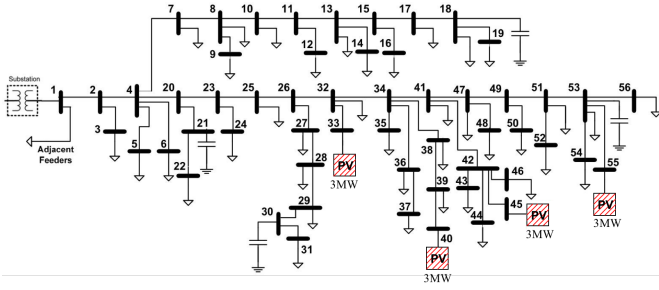 7 8 10 11 13 15 17 18
19
9 12 14 16
Substation
1 2 4 20 23 25 26 32 34 41 47 49 51 53 56
3 5 6 21 24 27 33 35 38 42 48 50 52
22 28 36 39 43 46 54 55
Adjacent
Feeders
PV
3MW
29 37 44 45
30 40
31
PV
3MW
PV
3MW
PV
3MW